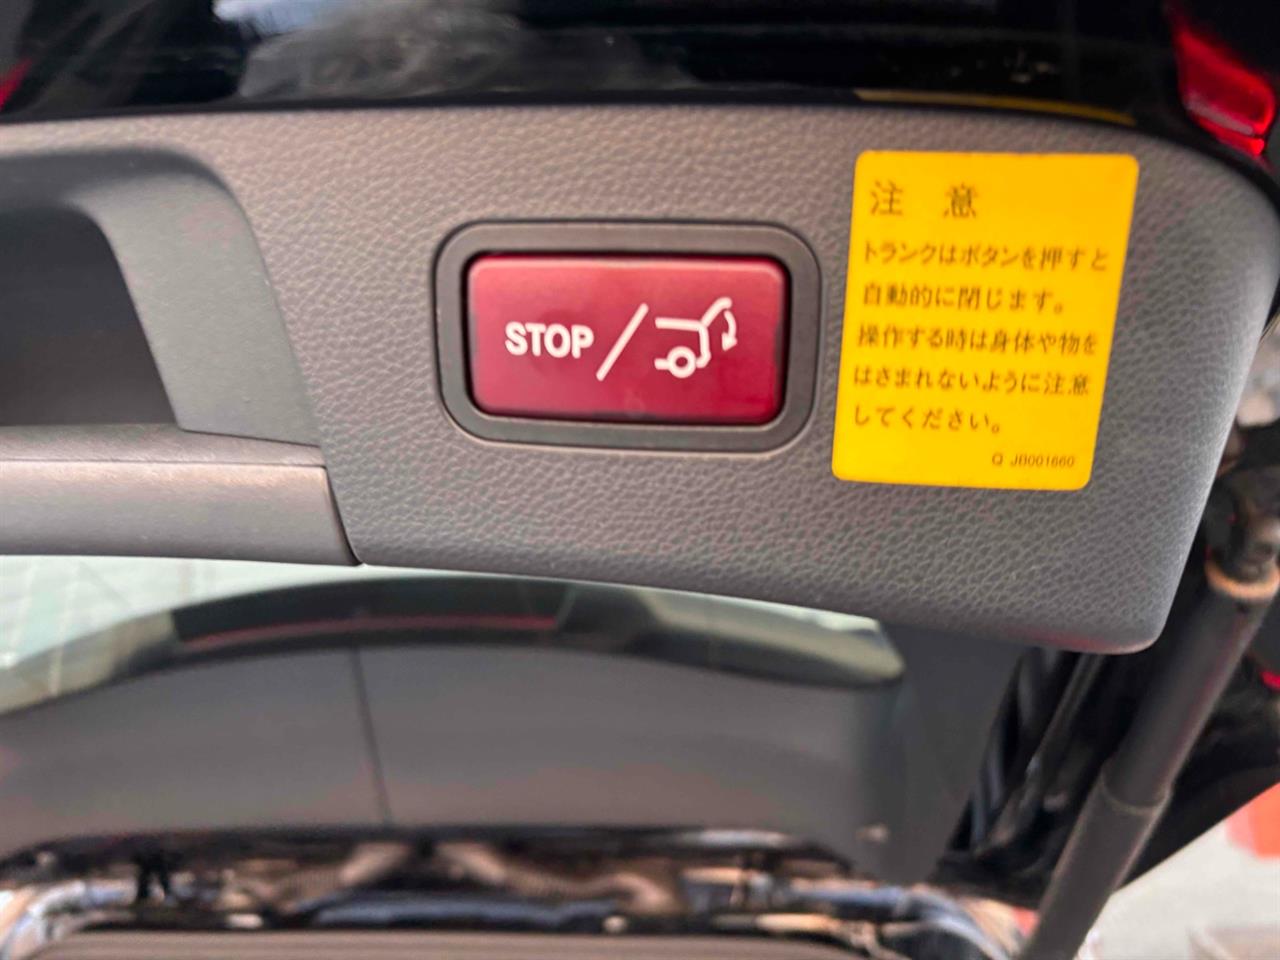 STOP/
注 意
トランクはボタンを押すと
自動的に閉じます。
操作する時は身体や物を
はさまれないように注意
してください。
Q JB001660